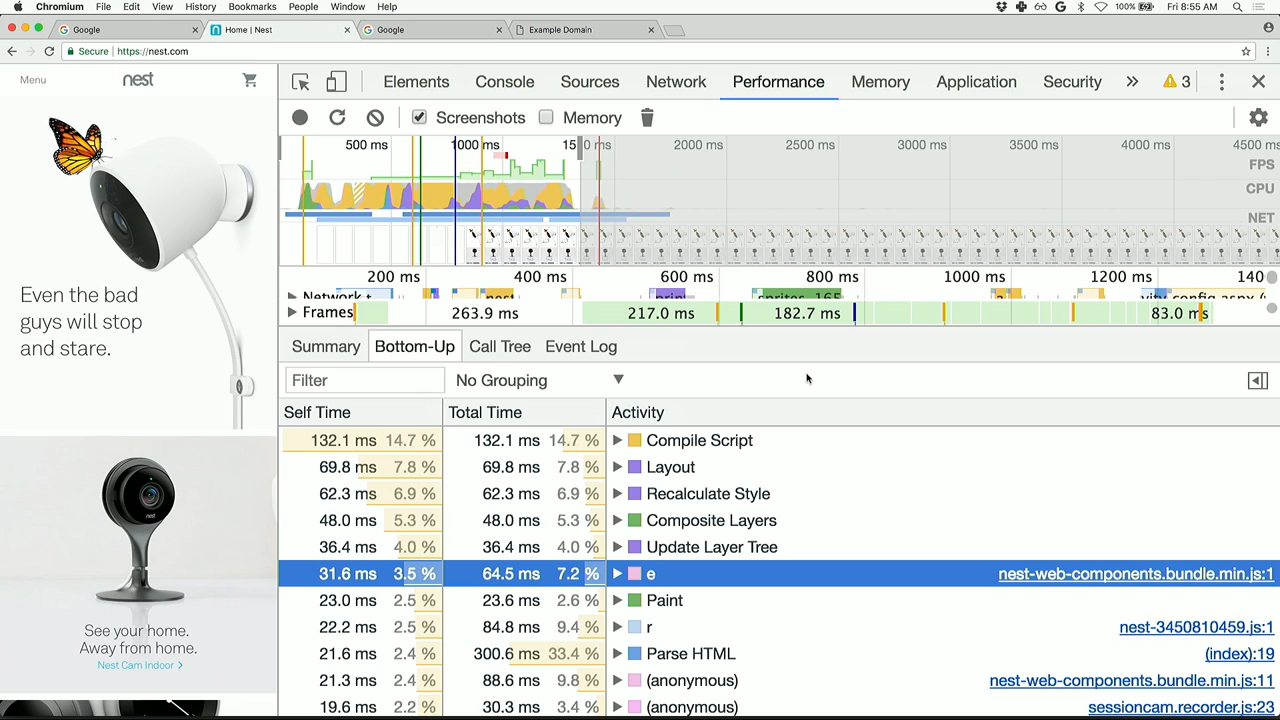 Chromium File Edit View History Bookmarks People Window Help 100% Fri 8:55 AM
Google Home | Nest Google Example Domain
Secure https://nest.com
Menu nest
Elements Console Sources Network Performance Memory Application Security 3
Screenshots Memory
500 ms 1000 ms 15 0 ms 2000 ms 2500 ms 3000 ms 3500 ms 4000 ms 4500 ms
FPS
CPU
NET
200 ms 400 ms 600 ms 800 ms 1000 ms 1200 ms 140
Network
Frames 263.9 ms 217.0 ms 182.7 ms 83.0 ms
Summary Bottom-Up Call Tree Event Log
Filter No Grouping
Self Time Total Time Activity
132.1 ms 14.7 % 132.1 ms 14.7 % Compile Script
69.8 ms 7.8 % 69.8 ms 7.8 % Layout
62.3 ms 6.9 % 62.3 ms 6.9 % Recalculate Style
48.0 ms 5.3 % 48.0 ms 5.3 % Composite Layers
36.4 ms 4.0 % 36.4 ms 4.0 % Update Layer Tree
31.6 ms 3.5 % 64.5 ms 7.2 % e nest-web-components.bundle.min.js:1
23.0 ms 2.5 % 23.6 ms 2.6 % Paint
22.2 ms 2.5 % 84.8 ms 9.4 % r nest-3450810459.js:1
21.6 ms 2.4 % 300.6 ms 33.4 % Parse HTML (index):19
21.3 ms 2.4 % 88.6 ms 9.8 % (anonymous) nest-web-components.bundle.min.js:11
19.6 ms 2.2 % 30.3 ms 3.4 % (anonymous) sessioncam.recorder.js:23
Even the bad
guys will stop
and stare.
nest
See your home.
Away from home.
Nest Cam Indoor